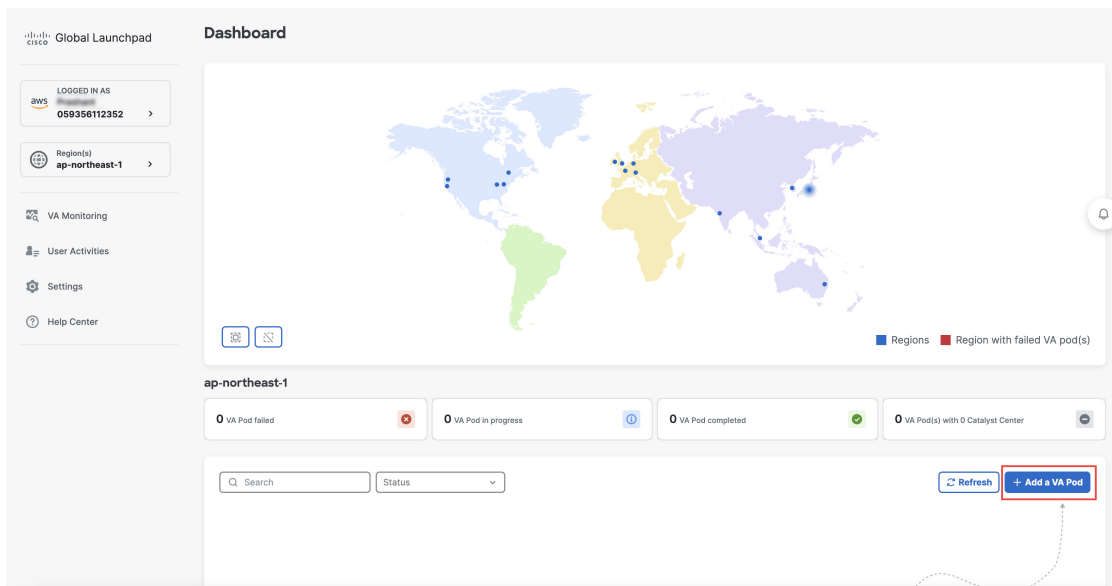 CISCO Global Launchpad
aws
LOGGED IN AS
059356112352
Region(s)
ap-northeast-1
VA Monitoring
User Activities
Settings
Help Center
Dashboard
Regions Region with failed VA pod(s)
ap-northeast-1
0 VA Pod failed
0 VA Pod in progress
0 VA Pod completed
0 VA Pod(s) with 0 Catalyst Center
Search
Status
Refresh
+ Add a VA Pod